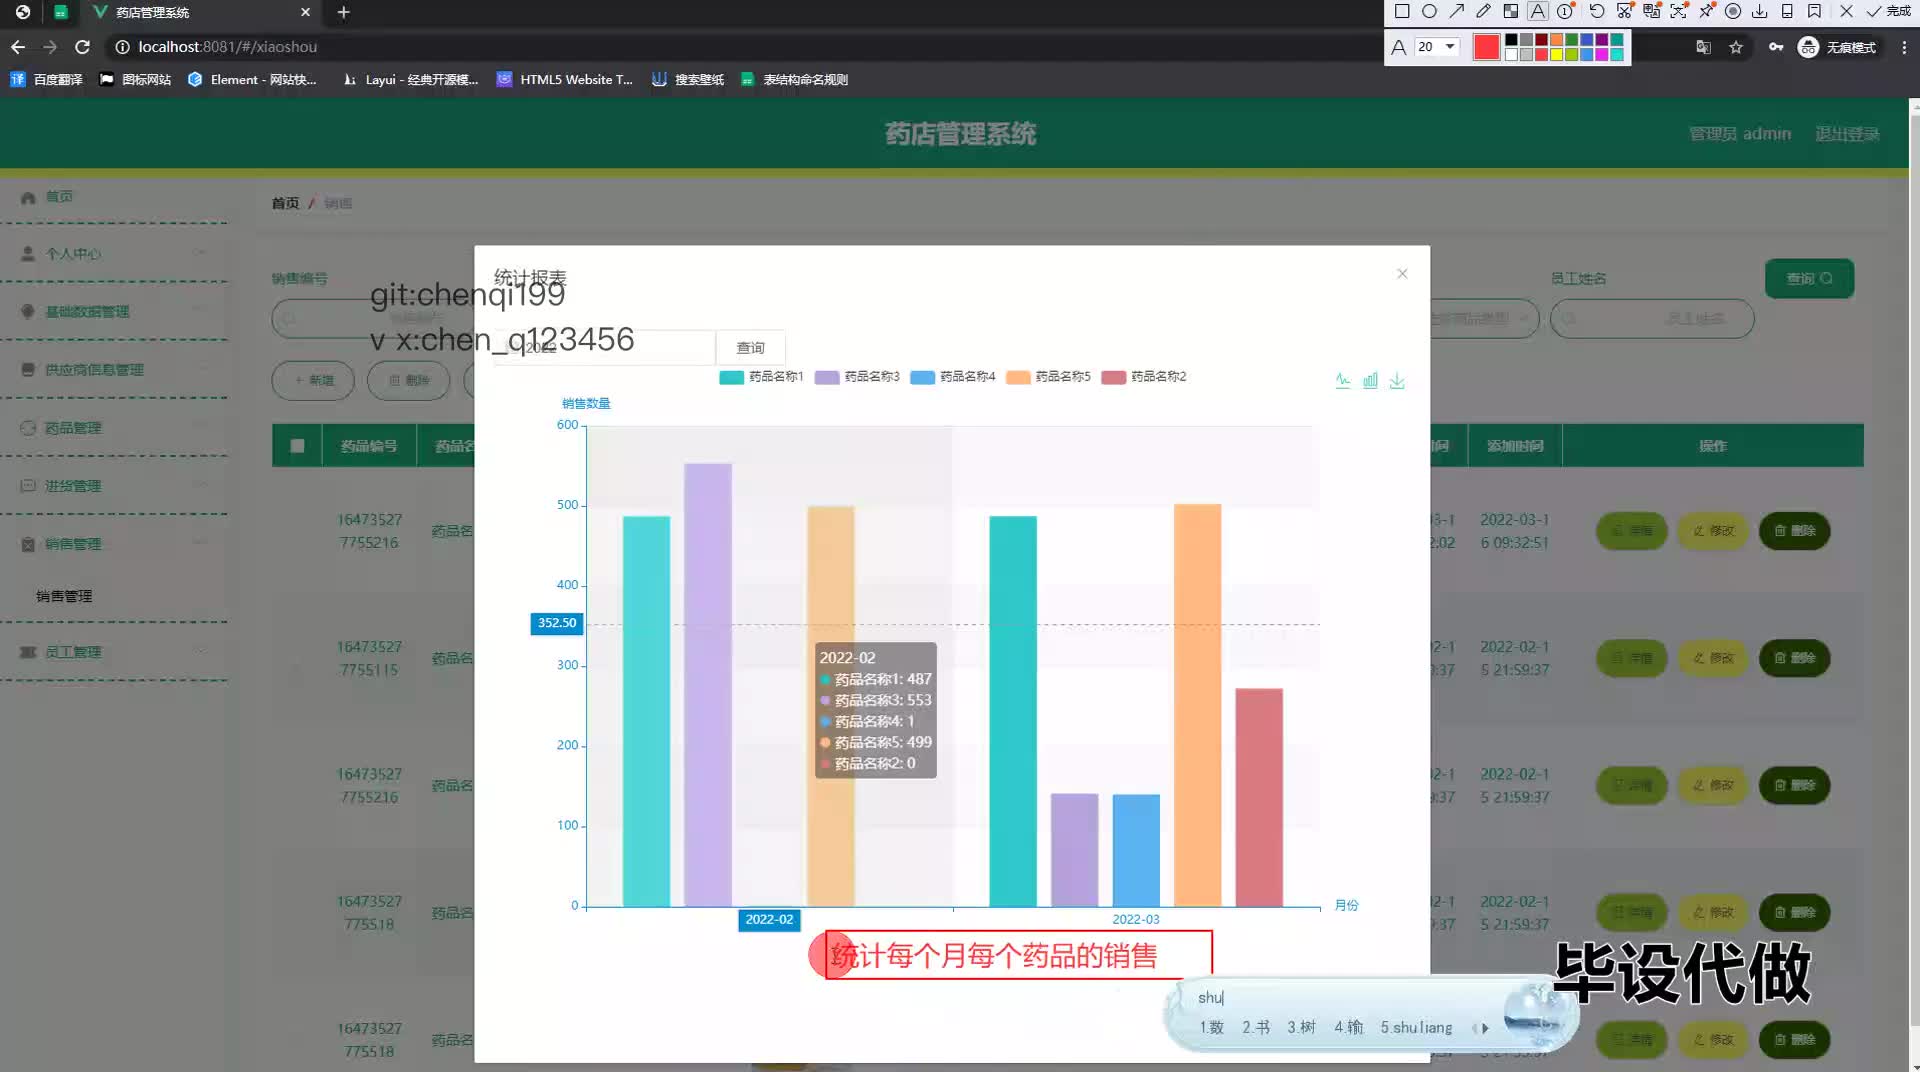 药店管理系统
完成
localhost:8081/#/xiaoshou
20
无痕模式
百度翻译
图标网站
Element - 网站快...
Layui - 经典开源模...
HTML5 Website T...
搜索壁纸
表结构命名规则
药店管理系统
管理员 admin
退出登录
首页
个人中心
基础数据管理
供应商信息管理
药品管理
进货管理
销售管理
销售管理
员工管理
首页 / 销售
销售编号
员工姓名
查询
员工姓名
新增
删除
统计报表
git:chenqi199
v x:chen_q123456
2022
查询
药品名称1
药品名称3
药品名称4
药品名称5
药品名称2
销售数量
600
500
400
352.50
300
200
100
0
2022-02
药品名称1: 487
药品名称3: 553
药品名称4: 1
药品名称5: 499
药品名称2: 0
2022-02
2022-03
月份
统计每个月每个药品的销售
shu
1.数 2.书 3.树 4.输 5.shuliang
毕设代做
药品编号
药品名
添加时间
操作
16473527
7755216
药品名
2:02
2022-03-1
6 09:32:51
详情
修改
删除
16473527
7755115
药品名
2-1
9:37
2022-02-1
5 21:59:37
详情
修改
删除
16473527
7755216
药品名
2-1
9:37
2022-02-1
5 21:59:37
详情
修改
删除
16473527
775518
药品名
2-1
9:37
2022-02-1
5 21:59:37
详情
修改
删除
16473527
775518
药品名
详情
修改
删除